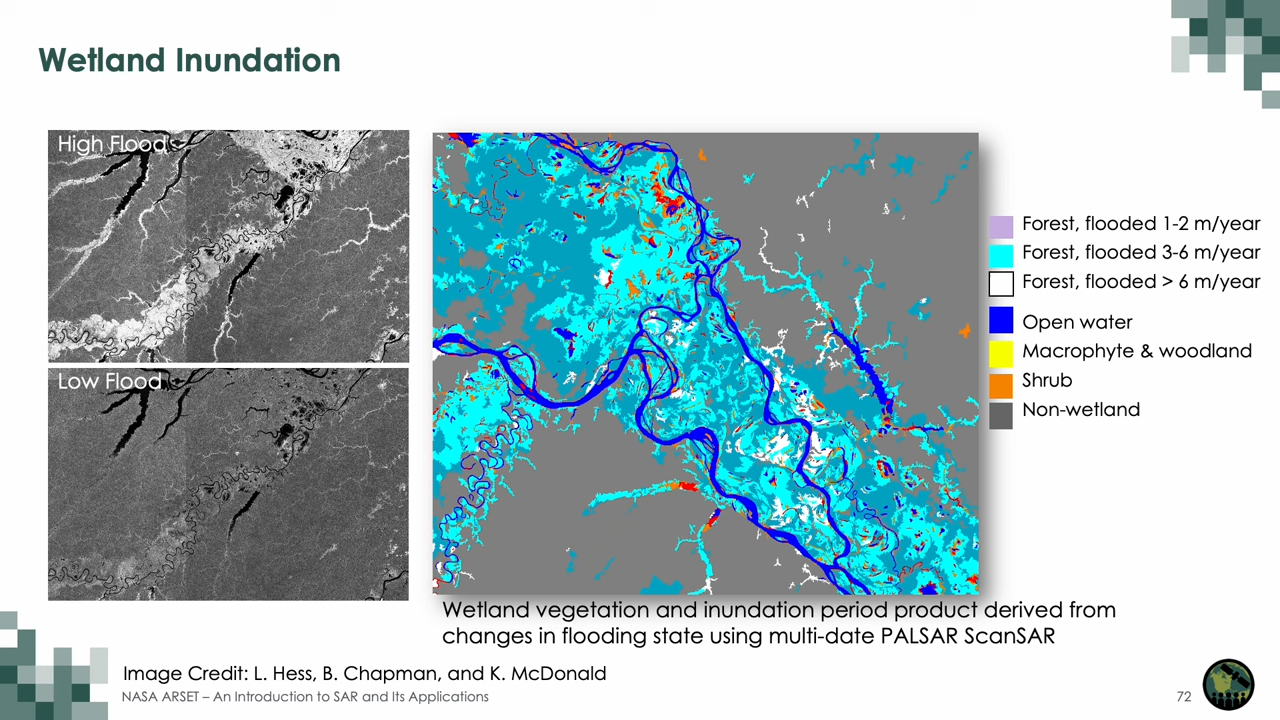 Wetland Inundation
High Flood
Low Flood
Forest, flooded 1-2 m/year
Forest, flooded 3-6 m/year
Forest, flooded > 6 m/year
Open water
Macrophyte & woodland
Shrub
Non-wetland
Wetland vegetation and inundation period product derived from
changes in flooding state using multi-date PALSAR ScanSAR
Image Credit: L. Hess, B. Chapman, and K. McDonald
NASA ARSET – An Introduction to SAR and Its Applications
72